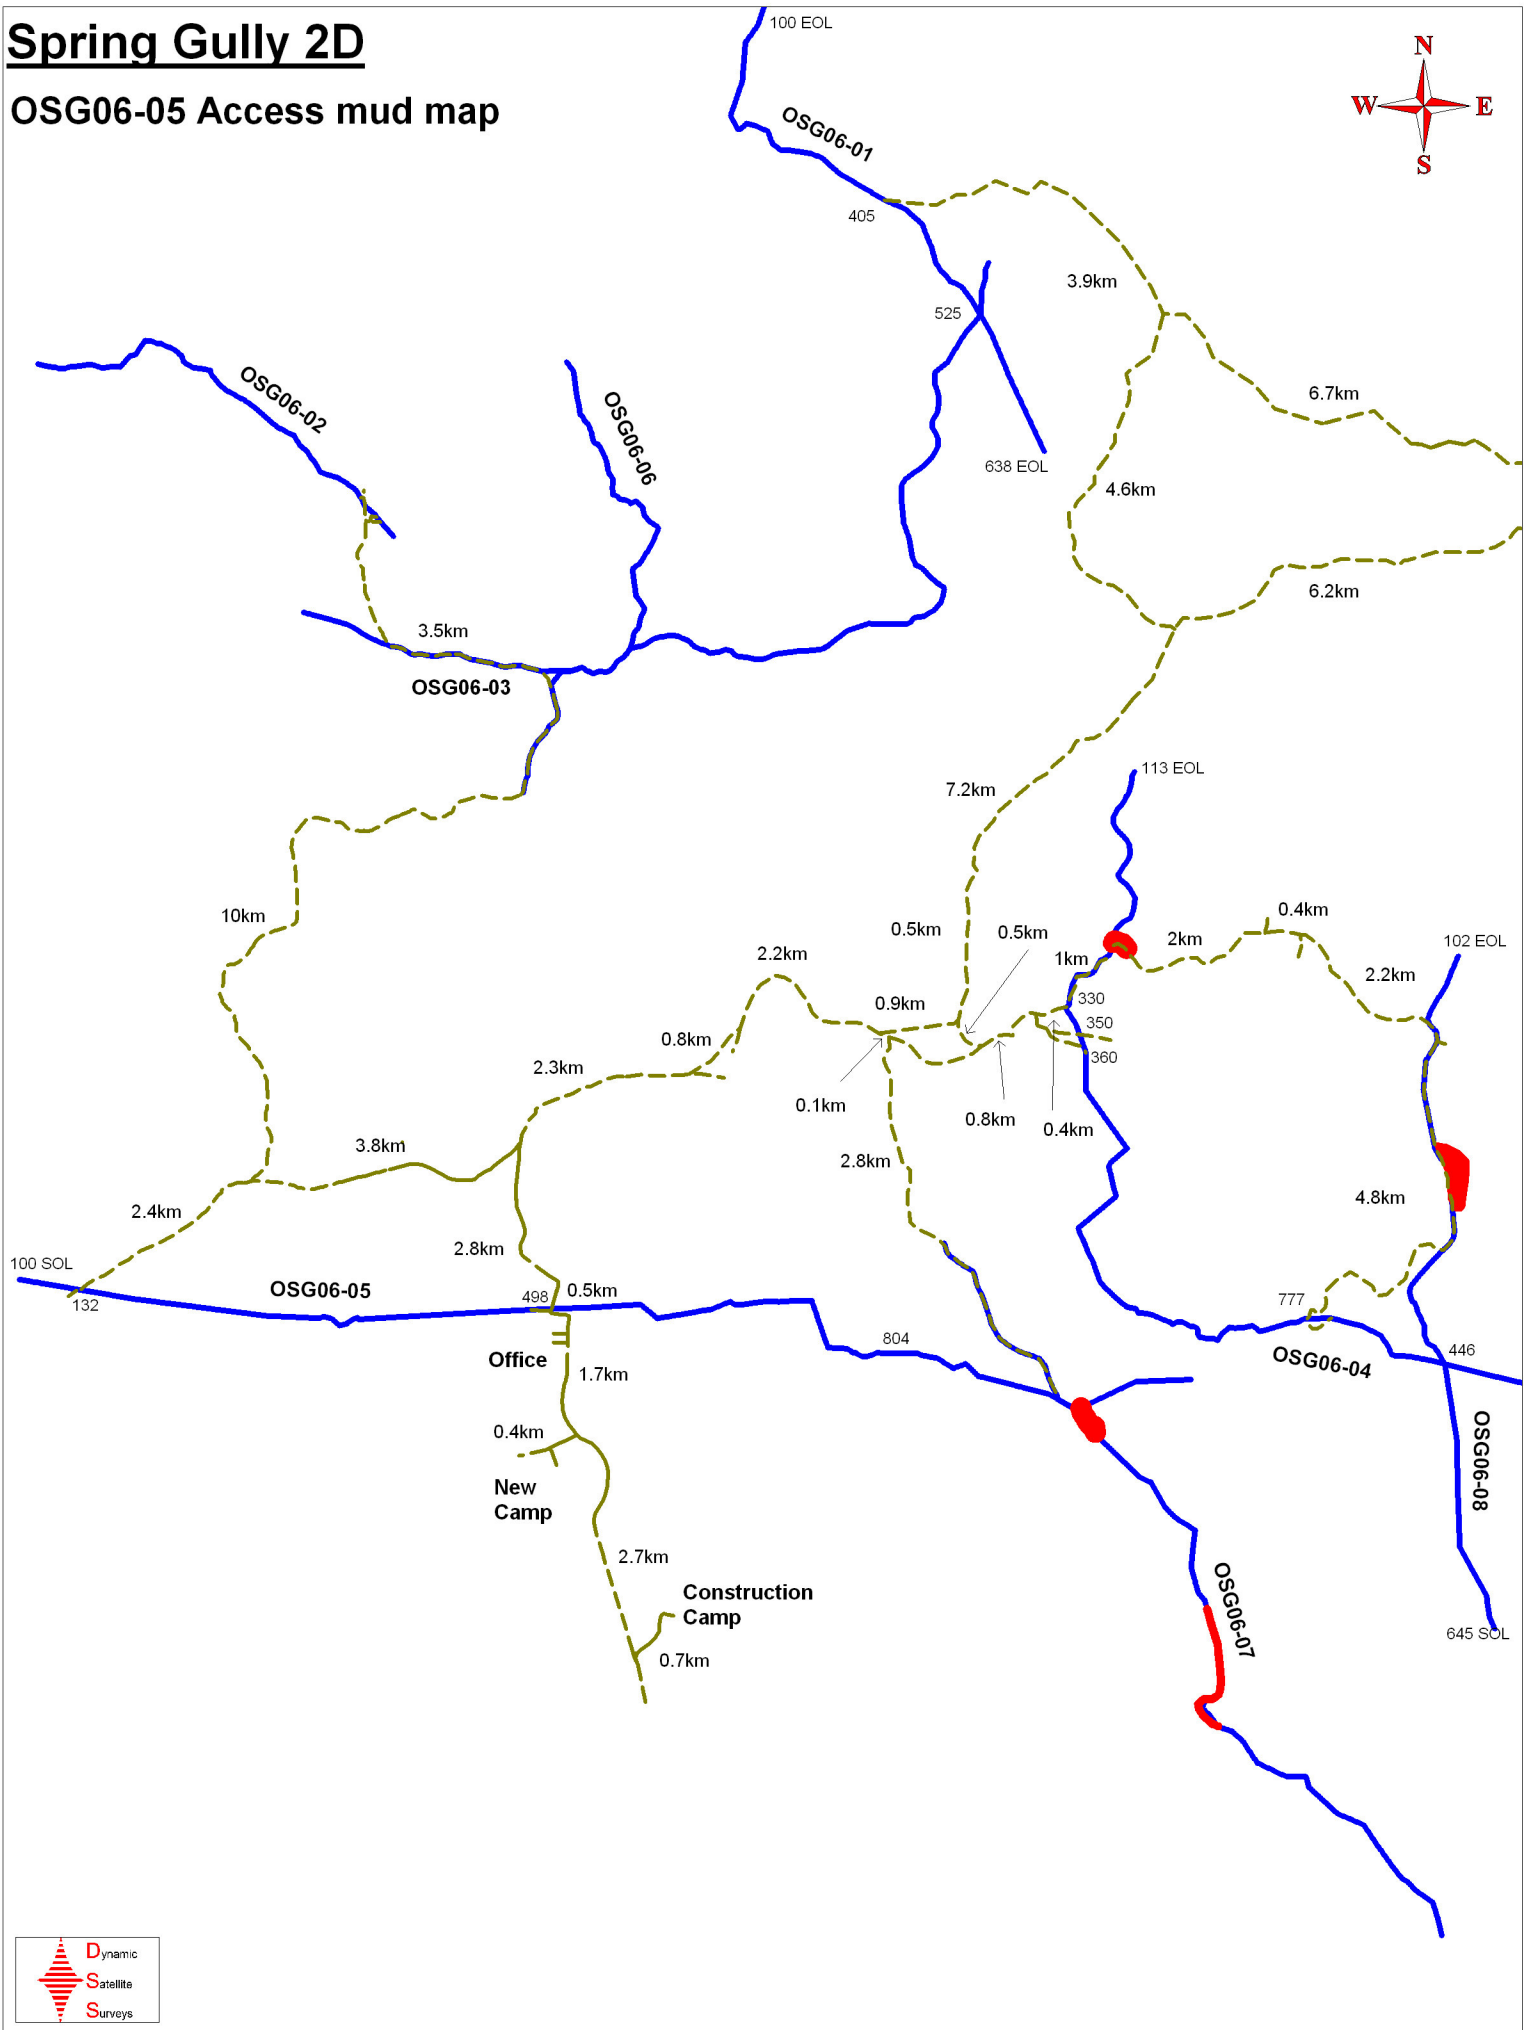 Spring Gully 2D
100 EOL
N
OSG06-05 Access mud map
W
E
OSG06-01
S
405
3.9km
525
OSG06-02
OSG06-06
6.7km
638 EOL
4.6km
6.2km
3.5km
OSG06-03
113 EOL
7.2km
10km
0.5km
0.5km
0.4km
2km
102 EOL
2.2km
1km
2.2km
0.9km
330
350
0.8km
360
2.3km
0.1km
0.8km
0.4km
3.8km
2.8km
4.8km
2.4km
2.8km
100 SOL
OSG06-05
0.5km
132
498
777
804
446
Office
OSG06-04
1.7km
0.4km
OSG06-08
New
Camp
2.7km
Construction
Camp
OSG06-07
645 SOL
0.7km
Dynamic
Satellite
Surveys